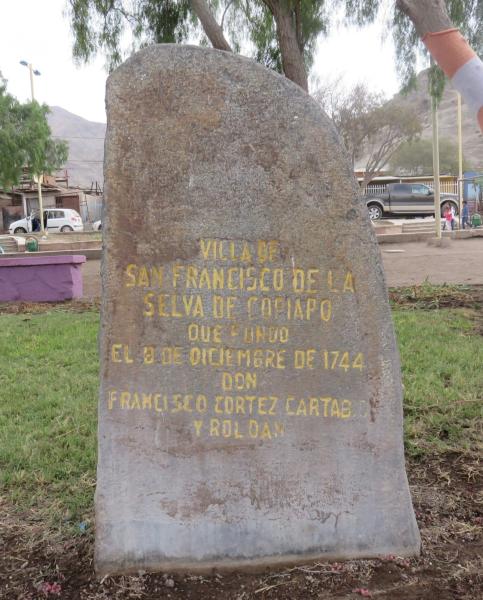 VILLA DE
SAN FRANCISCO DE LA
SELVA DE COPIAPO
QUE FUNDO
EL 8 DE DICIEMBRE DE 1744
DON
FRANCISCO CORTEZ
Y ROLDAN